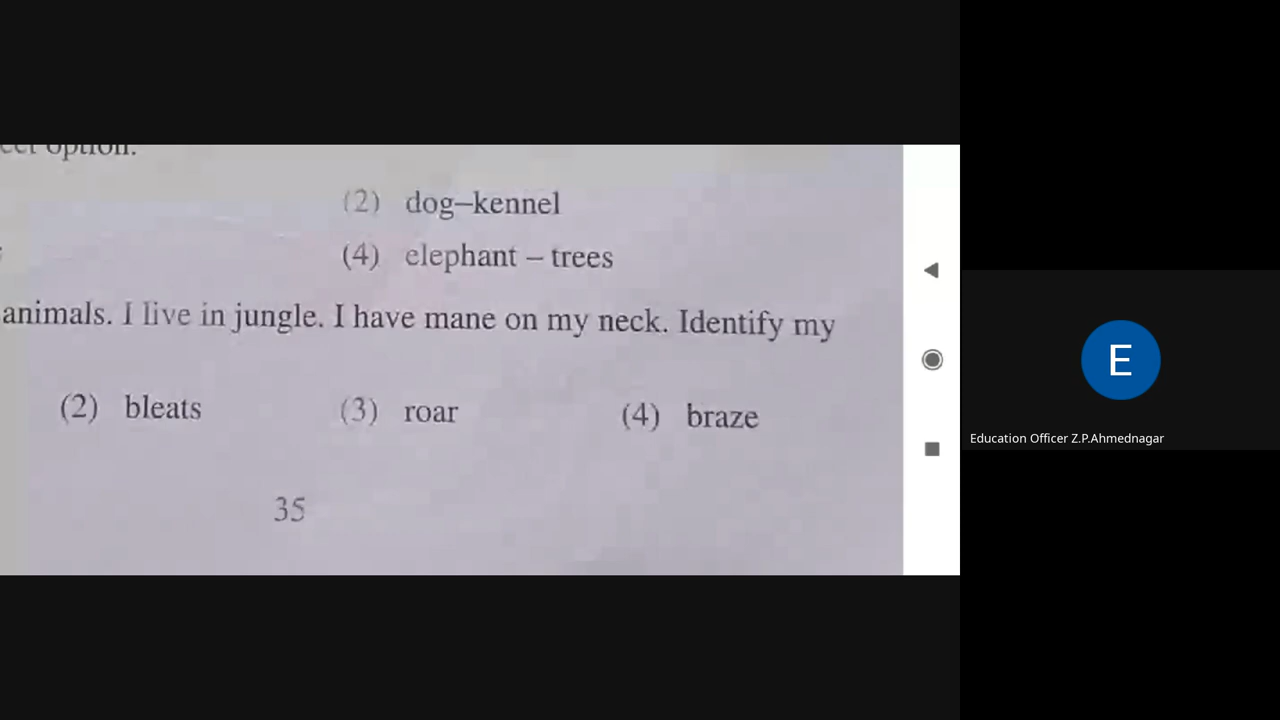 option.
(2) dog–kennel
(4) elephant – trees
animals. I live in jungle. I have mane on my neck. Identify my
(2) bleats (3) roar (4) braze
35
E
Education Officer Z.P.Ahmednagar